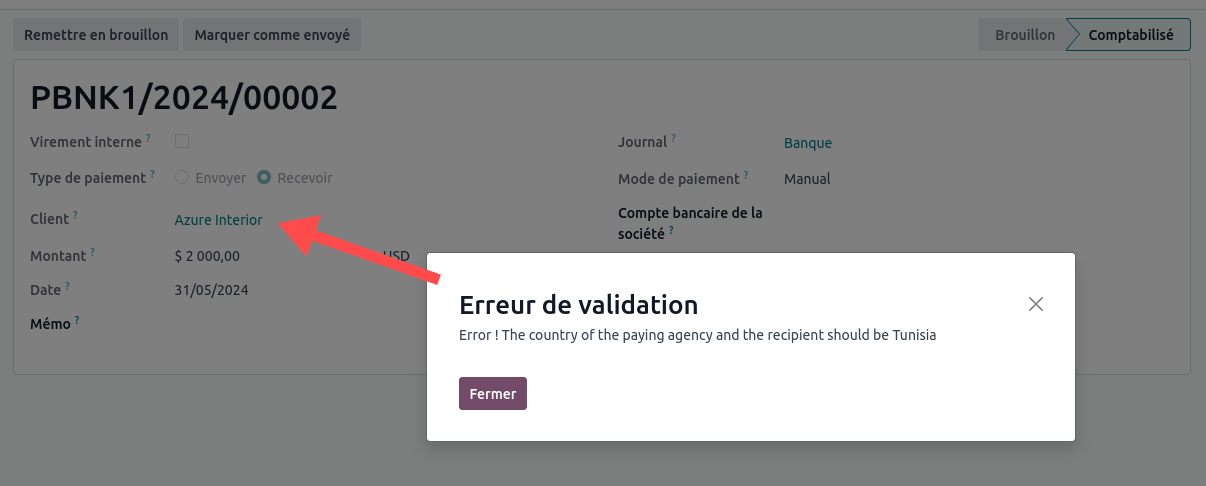 Remettre en brouillon Marquer comme envoyé Brouillon Comptabilisé
PBNK1/2024/00002
Virement interne ? Journal ? Banque
Type de paiement ? Envoyer Recevoir Mode de paiement ? Manual
Client ? Azure Interior Compte bancaire de la
société ?
Montant ? $ 2 000,00 USD
Date ? 31/05/2024
Mémo ?
Erreur de validation
Error ! The country of the paying agency and the recipient should be Tunisia
Fermer